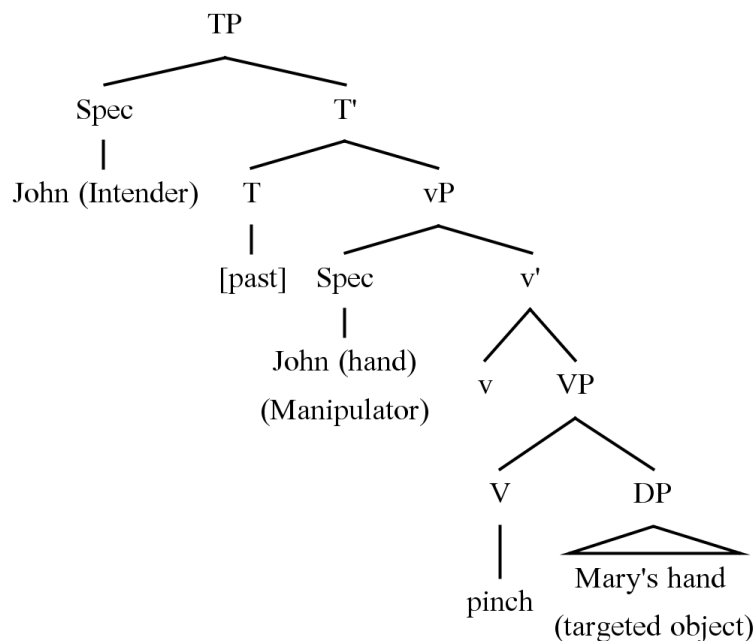 TP
Spec T'
John (Intender) T vP
[past] Spec v'
John (hand) v VP
(Manipulator)
V DP
pinch Mary's hand
(targeted object)